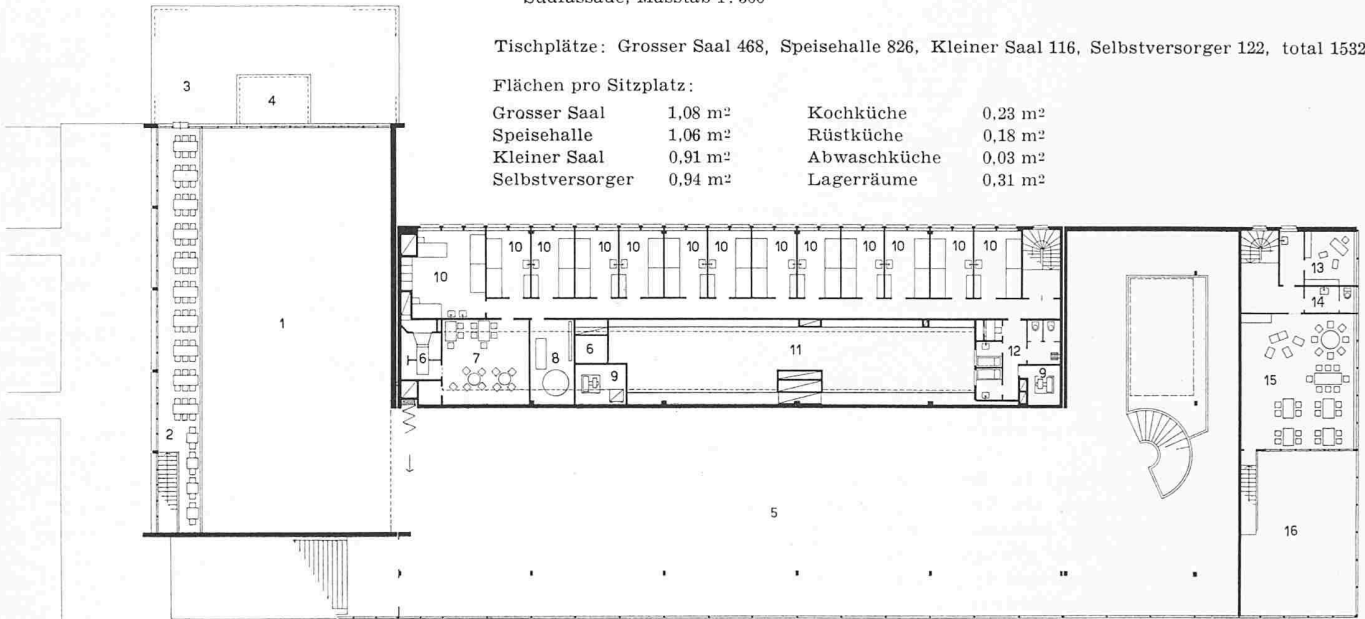 Südfassade, Masstab 1:300
Tischplätze: Grosser Saal 468, Speisehalle 826, Kleiner Saal 116, Selbstversorger 122, total 1532
Flächen pro Sitzplatz:
Grosser Saal 1,08 m² Kochküche 0,23 m²
Speisehalle 1,06 m² Rüstküche 0,18 m²
Kleiner Saal 0,91 m² Abwaschküche 0,03 m²
Selbstversorger 0,94 m² Lagerräume 0,31 m²
3
4
10 10 10 10 10 10 10 10 10 10 10 10
10
13
14
1
6
7
8
6
9
11
12
9
15
2
5
16